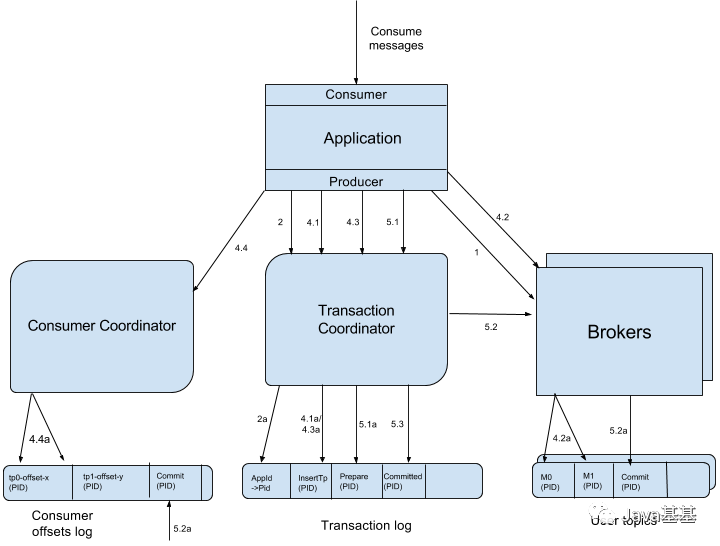 Consume
messages
Consumer
Application
Producer
4.4
2
4.1
4.3
5.1
1
4.2
Consumer Coordinator
Transaction
Coordinator
5.2
Brokers
4.4a
2a
4.1a/
4.3a
5.1a
5.3
4.2a
5.2a
tp0-offset-x
(PID)
tp1-offset-y
(PID)
Commit
(PID)
AppId
->Pid
InsertTp
(PID)
Prepare
(PID)
Committed
(PID)
M0
(PID)
M1
(PID)
Commit
(PID)
Consumer
offsets log
5.2a
Transaction log
User topics
Java基基